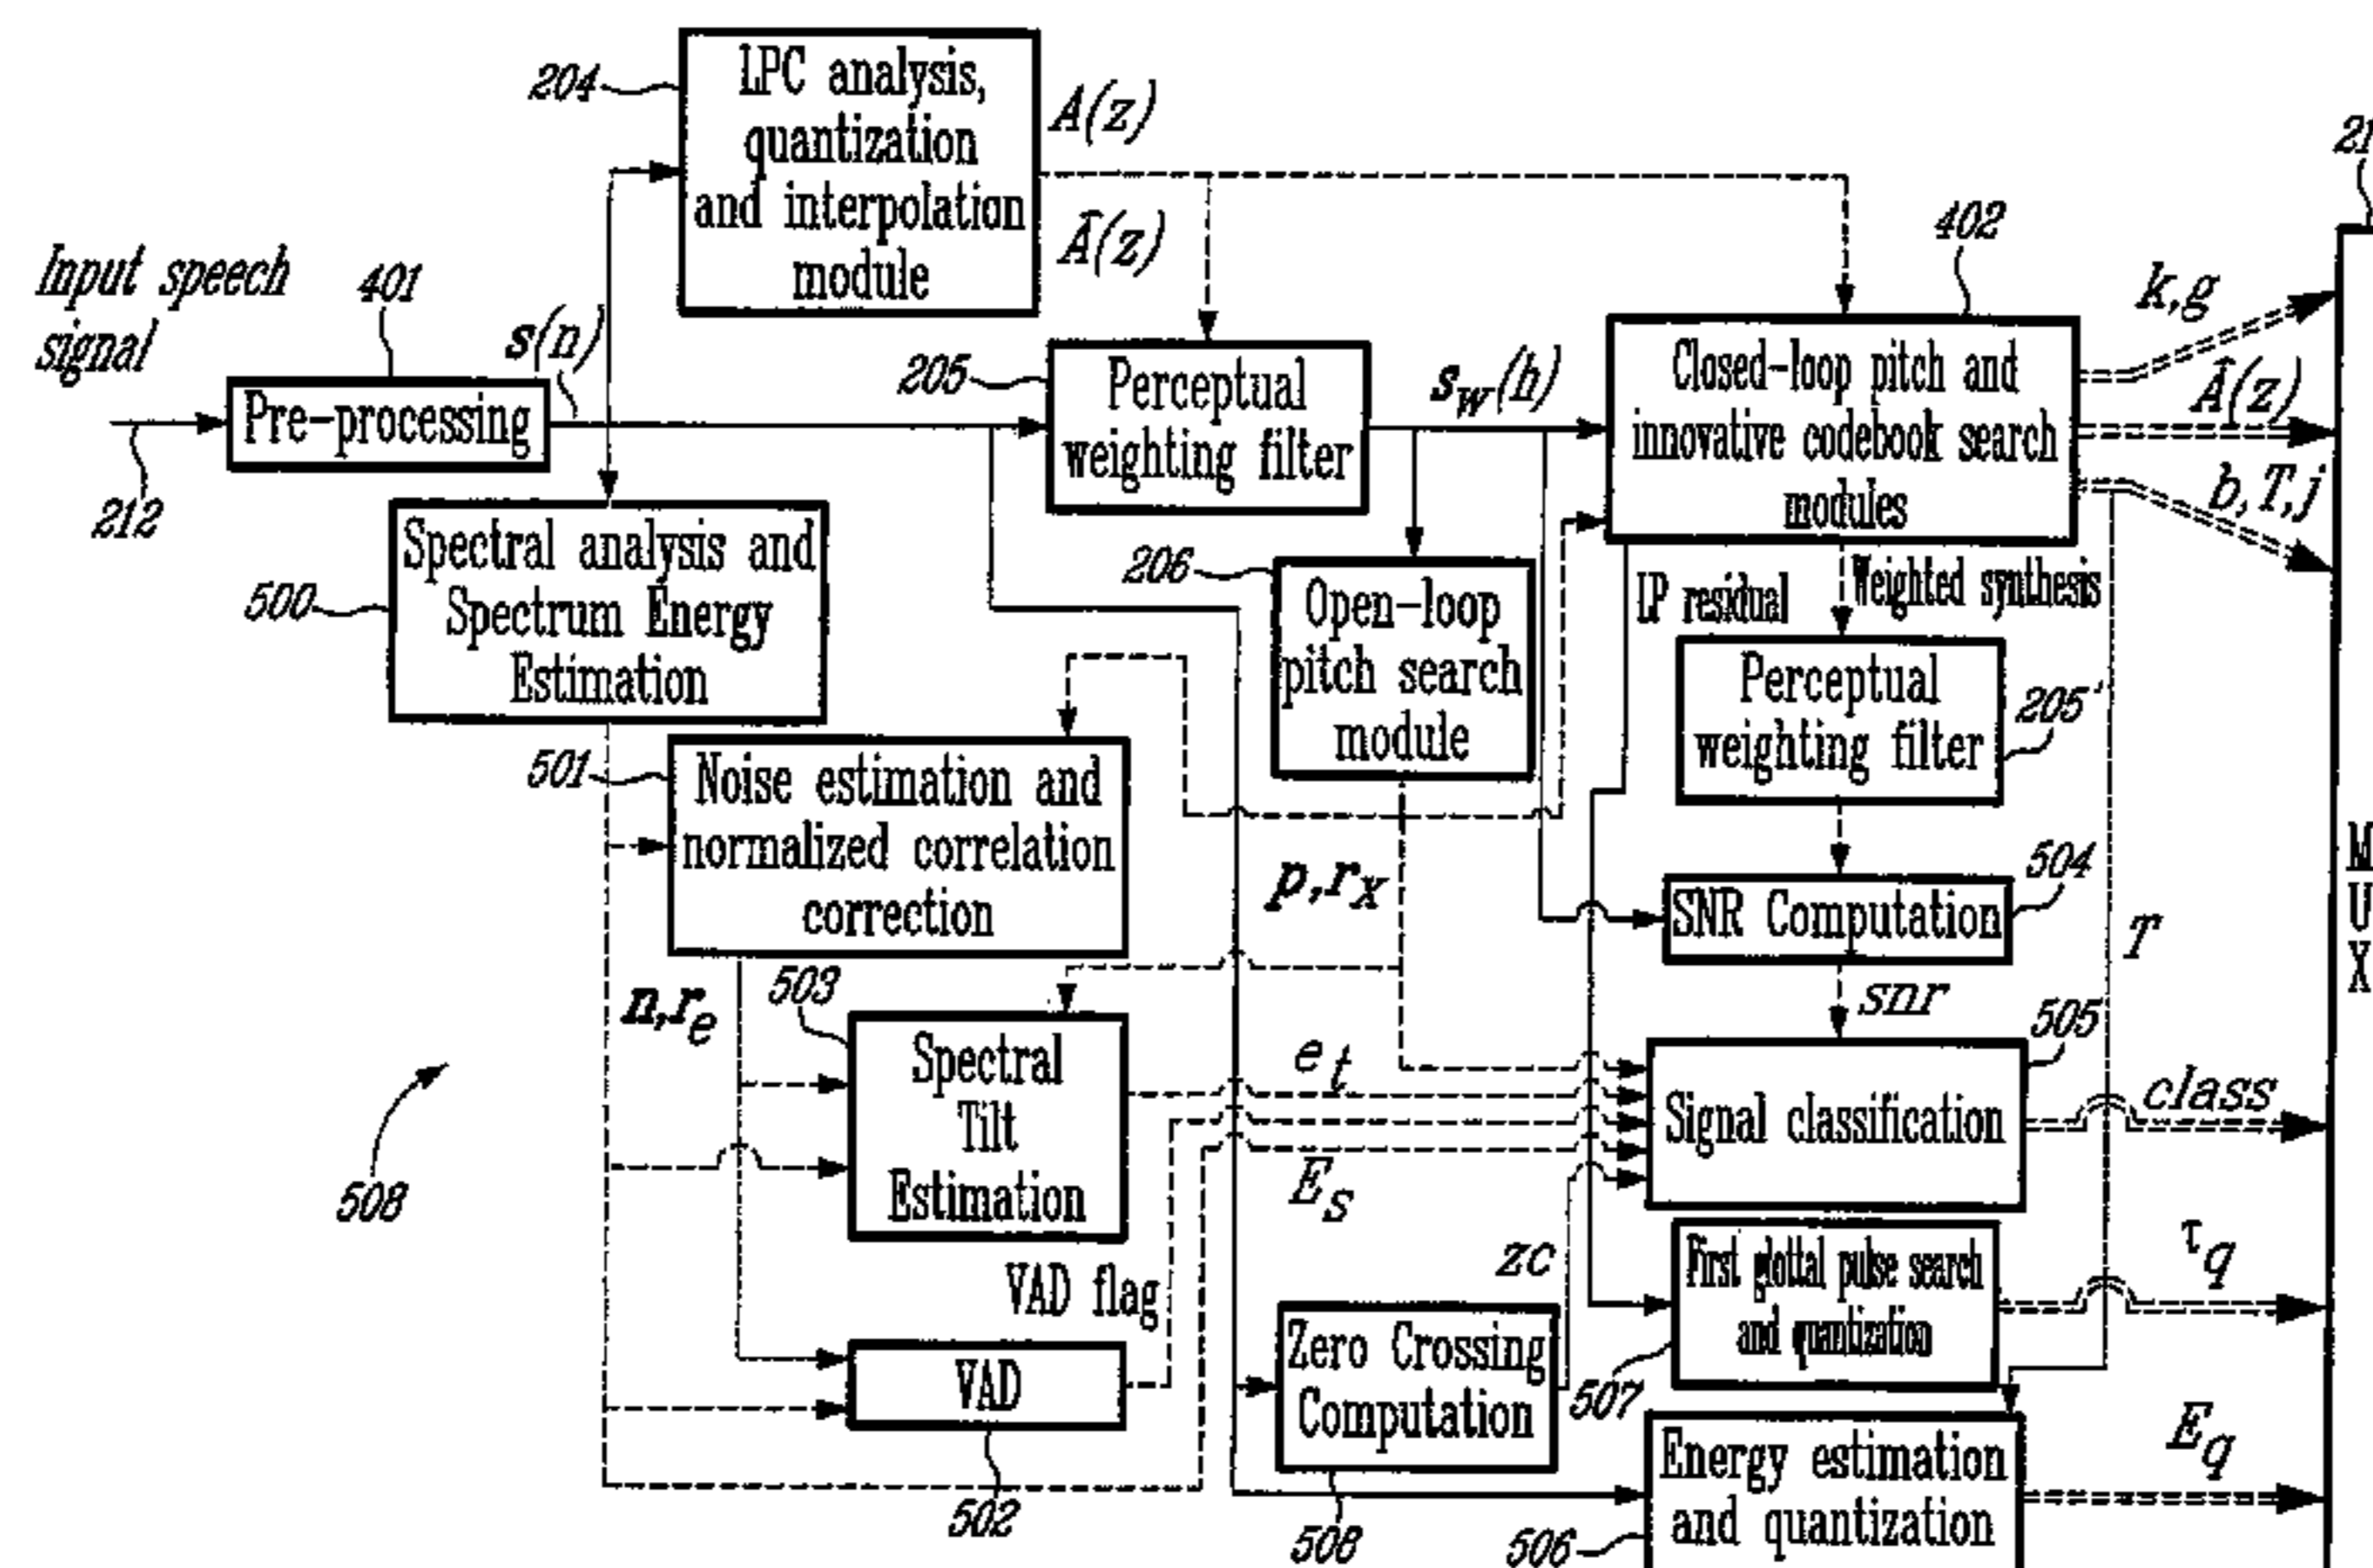 LPC analysis,
quantization
and interpolation
module
204
A(z)
Â(z)
Input speech
signal
401
s(n)
Pre-processing
212
205
Perceptual
weighting filter
s_w(h)
402
Closed-loop pitch and
innovative codebook search
modules
k,g
Â(z)
b,T,j
21
Spectral analysis and
Spectrum Energy
Estimation
500
206
Open-loop
pitch search
module
LP residual
Weighted synthesis
Perceptual
weighting filter
205'
501
Noise estimation and
normalized correlation
correction
p,r_x
504
SNR Computation
T
M
U
X
n,r_e
503
Spectral
Tilt
Estimation
snr
505
e_t
Signal classification
class
E_s
508
VAD flag
zc
First glottal pulse search
and quantization
τ_q
507
VAD
502
Zero Crossing
Computation
508
Energy estimation
and quantization
506
E_q